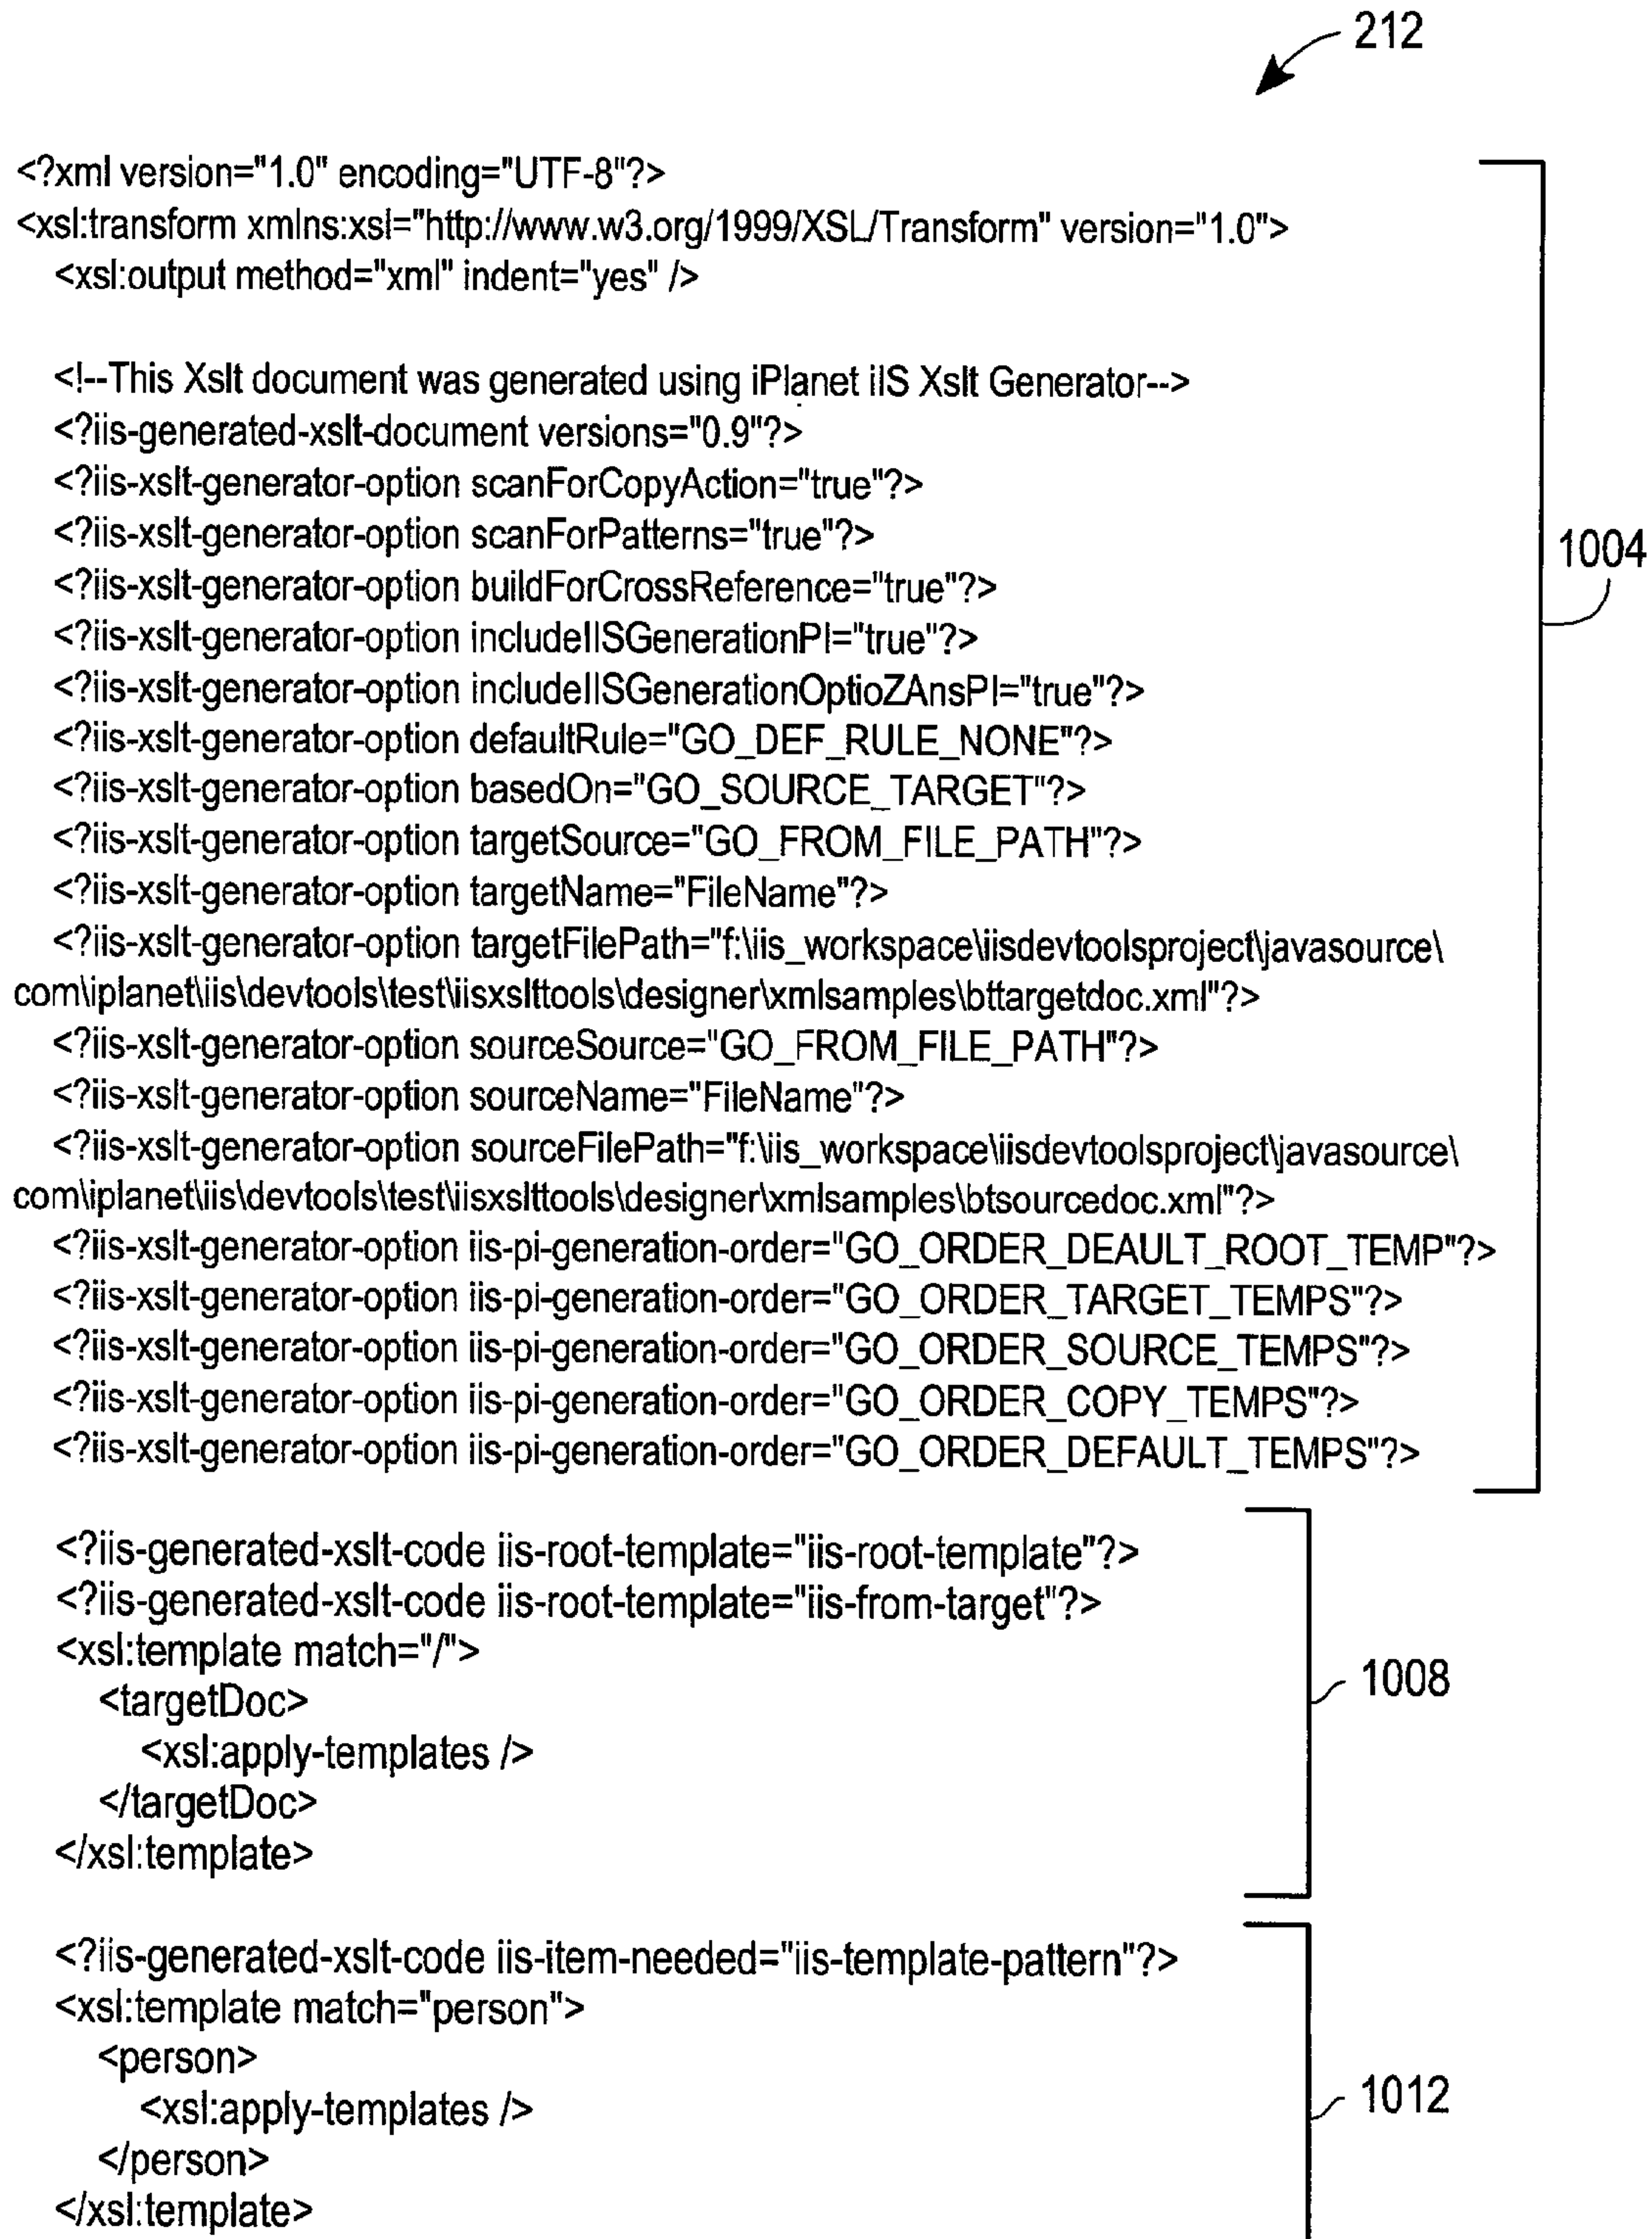 212
<?xml version="1.0" encoding="UTF-8"?>
<xsl:transform xmlns:xsl="http://www.w3.org/1999/XSL/Transform" version="1.0">
<xsl:output method="xml" indent="yes" />
<!--This Xslt document was generated using iPlanet iIS Xslt Generator-->
<?iis-generated-xslt-document versions="0.9"?>
<?iis-xslt-generator-option scanForCopyAction="true"?>
<?iis-xslt-generator-option scanForPatterns="true"?>
<?iis-xslt-generator-option buildForCrossReference="true"?>
1004
<?iis-xslt-generator-option includeIISGenerationPI="true"?>
<?iis-xslt-generator-option includeIISGenerationOptioZAnsPI="true"?>
<?iis-xslt-generator-option defaultRule="GO_DEF_RULE_NONE"?>
<?iis-xslt-generator-option basedOn="GO_SOURCE_TARGET"?>
<?iis-xslt-generator-option targetSource="GO_FROM_FILE_PATH"?>
<?iis-xslt-generator-option targetName="FileName"?>
<?iis-xslt-generator-option targetFilePath="f:\iis_workspace\iisdevtoolsproject\javasource\
com\iplanet\iis\devtools\test\iisxslttools\designer\xmlsamples\bttargetdoc.xml"?>
<?iis-xslt-generator-option sourceSource="GO_FROM_FILE_PATH"?>
<?iis-xslt-generator-option sourceName="FileName"?>
<?iis-xslt-generator-option sourceFilePath="f:\iis_workspace\iisdevtoolsproject\javasource\
com\iplanet\iis\devtools\test\iisxslttools\designer\xmlsamples\btsourcedoc.xml"?>
<?iis-xslt-generator-option iis-pi-generation-order="GO_ORDER_DEAULT_ROOT_TEMP"?>
<?iis-xslt-generator-option iis-pi-generation-order="GO_ORDER_TARGET_TEMPS"?>
<?iis-xslt-generator-option iis-pi-generation-order="GO_ORDER_SOURCE_TEMPS"?>
<?iis-xslt-generator-option iis-pi-generation-order="GO_ORDER_COPY_TEMPS"?>
<?iis-xslt-generator-option iis-pi-generation-order="GO_ORDER_DEFAULT_TEMPS"?>
<?iis-generated-xslt-code iis-root-template="iis-root-template"?>
<?iis-generated-xslt-code iis-root-template="iis-from-target"?>
<xsl:template match="/">
<targetDoc>
1008
<xsl:apply-templates />
</targetDoc>
</xsl:template>
<?iis-generated-xslt-code iis-item-needed="iis-template-pattern"?>
<xsl:template match="person">
<person>
<xsl:apply-templates />
1012
</person>
</xsl:template>